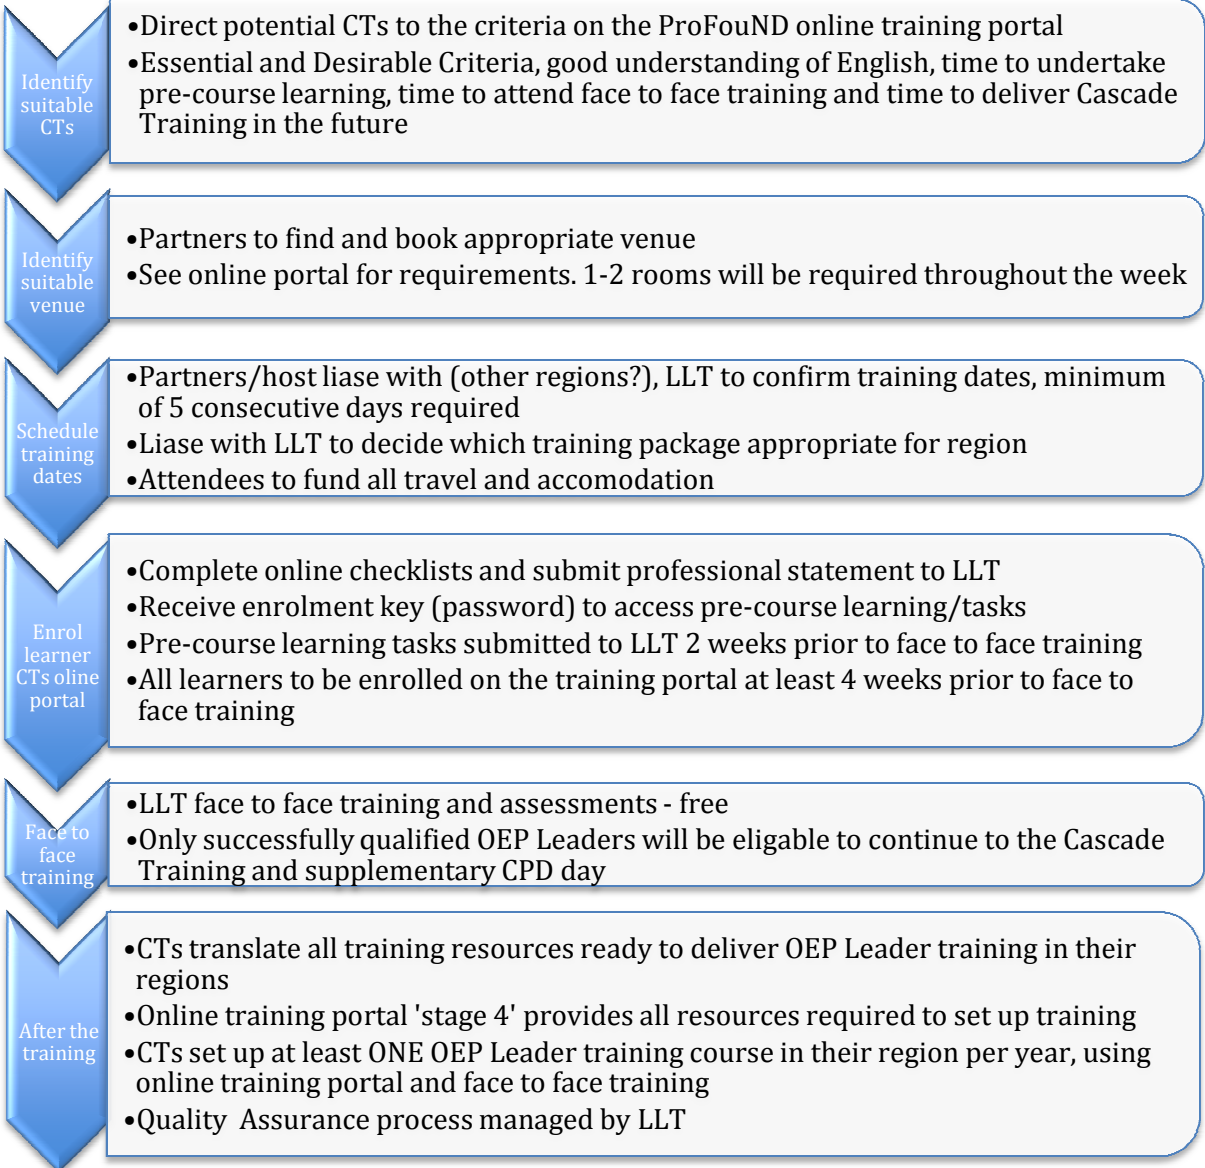 Identify
suitable
CTs
•Direct potential CTs to the criteria on the ProFouND online training portal
•Essential and Desirable Criteria, good understanding of English, time to undertake
pre-course learning, time to attend face to face training and time to deliver Cascade
Training in the future
Identify
suitable
venue
•Partners to find and book appropriate venue
•See online portal for requirements. 1-2 rooms will be required throughout the week
Schedule
training
dates
•Partners/host liase with (other regions?), LLT to confirm training dates, minimum
of 5 consecutive days required
•Liase with LLT to decide which training package appropriate for region
•Attendees to fund all travel and accomodation
Enrol
learner
CTs oline
portal
•Complete online checklists and submit professional statement to LLT
•Receive enrolment key (password) to access pre-course learning/tasks
•Pre-course learning tasks submitted to LLT 2 weeks prior to face to face training
•All learners to be enrolled on the training portal at least 4 weeks prior to face to
face training
Face to
face
training
•LLT face to face training and assessments - free
•Only successfully qualified OEP Leaders will be eligable to continue to the Cascade
Training and supplementary CPD day
After the
training
•CTs translate all training resources ready to deliver OEP Leader training in their
regions
•Online training portal 'stage 4' provides all resources required to set up training
•CTs set up at least ONE OEP Leader training course in their region per year, using
online training portal and face to face training
•Quality  Assurance process managed by LLT